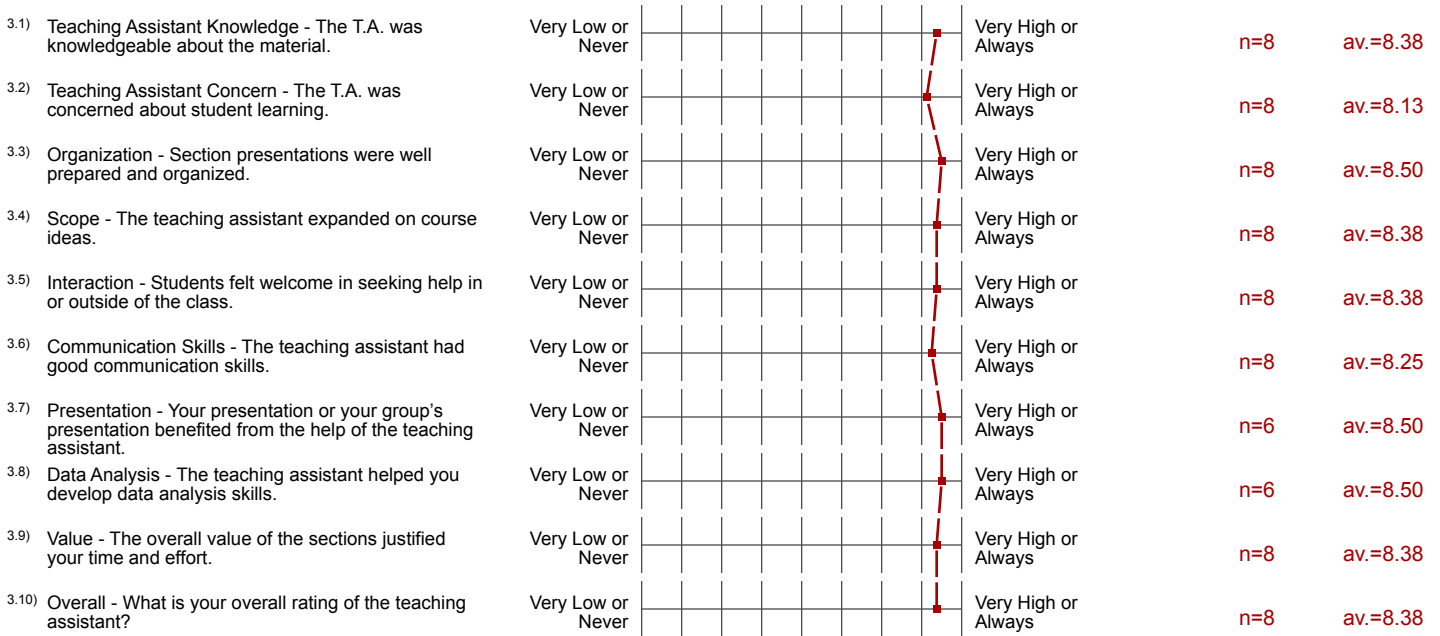 3.1) Teaching Assistant Knowledge - The T.A. was
knowledgeable about the material.
Very Low or
Never
Very High or
Always
n=8
av.=8.38
3.2) Teaching Assistant Concern - The T.A. was
concerned about student learning.
Very Low or
Never
Very High or
Always
n=8
av.=8.13
3.3) Organization - Section presentations were well
prepared and organized.
Very Low or
Never
Very High or
Always
n=8
av.=8.50
3.4) Scope - The teaching assistant expanded on course
ideas.
Very Low or
Never
Very High or
Always
n=8
av.=8.38
3.5) Interaction - Students felt welcome in seeking help in
or outside of the class.
Very Low or
Never
Very High or
Always
n=8
av.=8.38
3.6) Communication Skills - The teaching assistant had
good communication skills.
Very Low or
Never
Very High or
Always
n=8
av.=8.25
3.7) Presentation - Your presentation or your group's
presentation benefited from the help of the teaching
assistant.
Very Low or
Never
Very High or
Always
n=6
av.=8.50
3.8) Data Analysis - The teaching assistant helped you
develop data analysis skills.
Very Low or
Never
Very High or
Always
n=6
av.=8.50
3.9) Value - The overall value of the sections justified
your time and effort.
Very Low or
Never
Very High or
Always
n=8
av.=8.38
3.10) Overall - What is your overall rating of the teaching
assistant?
Very Low or
Never
Very High or
Always
n=8
av.=8.38